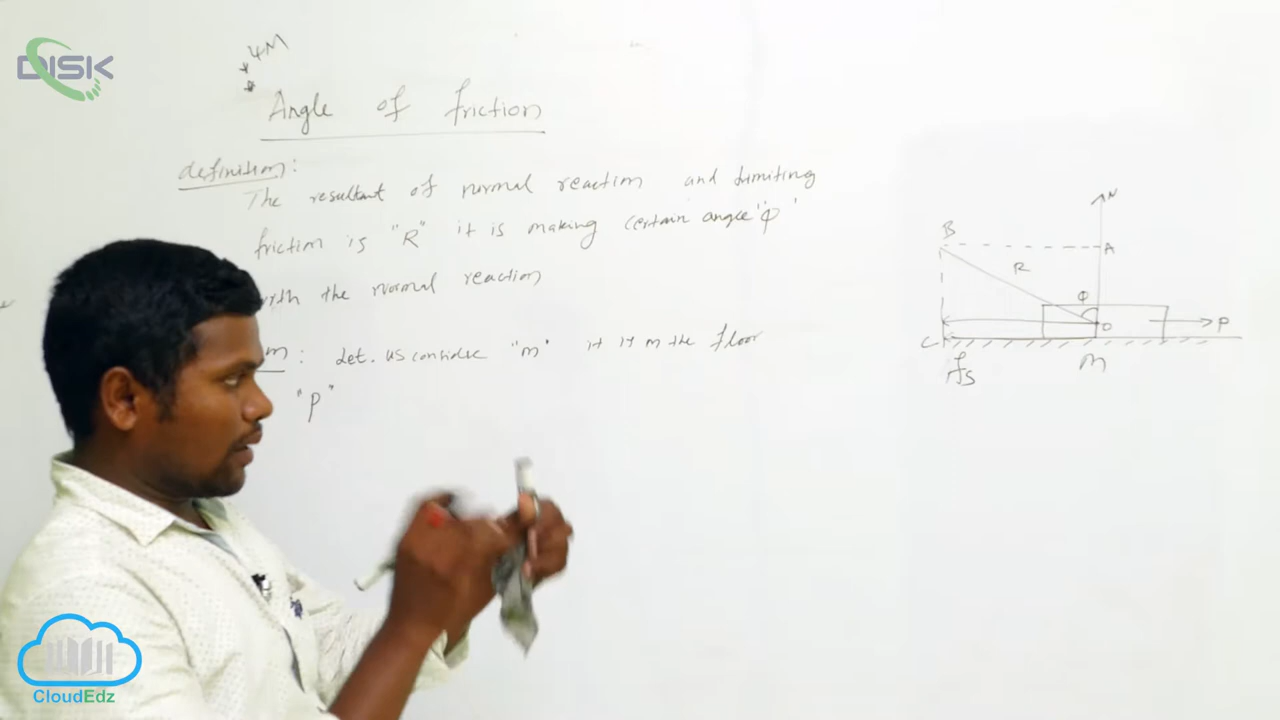 DISK
* 4M
*
Angle of friction
definition:
The resultant of normal reaction and limiting
friction is "R" it is making certain angle "φ"
with the normal reaction
m : Let. us consider "m" it is on the floor
"P"
N
B
A
R
φ
O
P
C
fs
m
CloudEdz